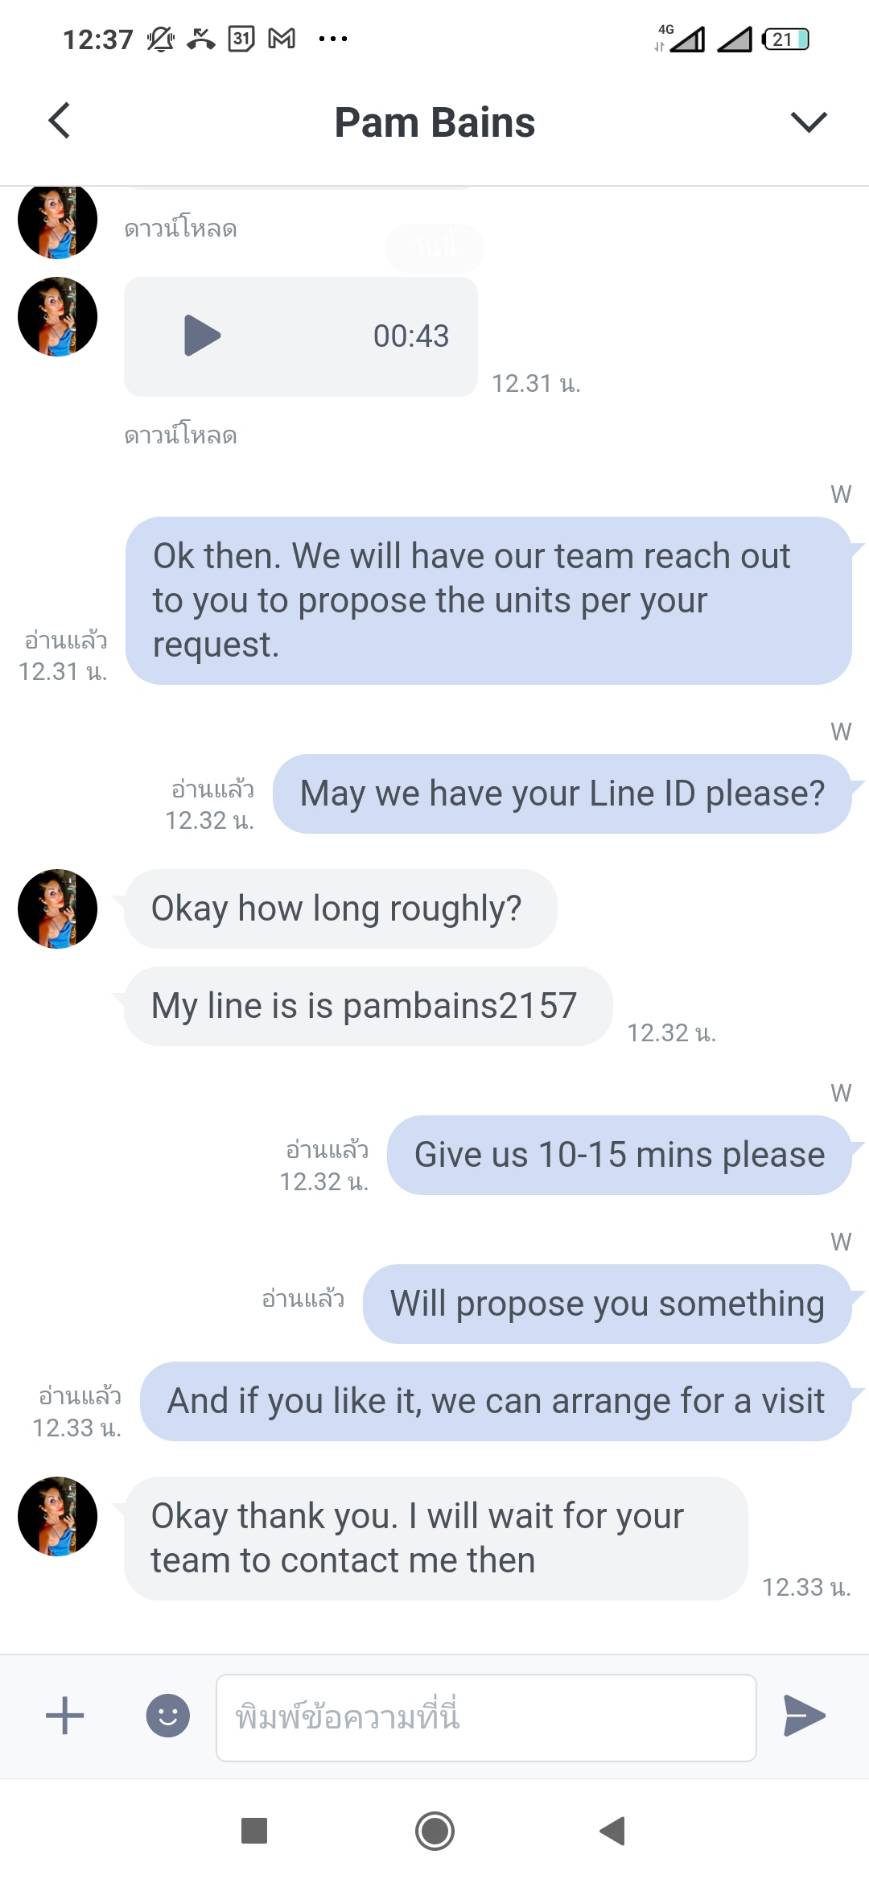 12:37
31
4G
21
Pam Bains
ดาวน์โหลด
00:43
12.31 น.
ดาวน์โหลด
W
Ok then. We will have our team reach out
to you to propose the units per your
request.
อ่านแล้ว
12.31 น.
W
May we have your Line ID please?
อ่านแล้ว
12.32 น.
Okay how long roughly?
My line is is pambains2157
12.32 น.
W
Give us 10-15 mins please
อ่านแล้ว
12.32 น.
W
Will propose you something
อ่านแล้ว
And if you like it, we can arrange for a visit
อ่านแล้ว
12.33 น.
Okay thank you. I will wait for your
team to contact me then
12.33 น.
พิมพ์ข้อความที่นี่